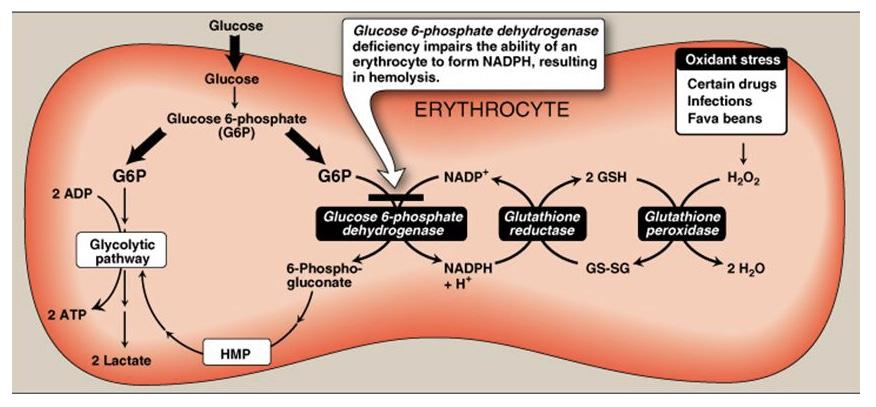 Glucose
Glucose 6-phosphate dehydrogenase
deficiency impairs the ability of an
erythrocyte to form NADPH, resulting
in hemolysis.
Oxidant stress
Certain drugs
Infections
Fava beans
Glucose
ERYTHROCYTE
Glucose 6-phosphate
(G6P)
G6P
G6P
NADP⁺
2 GSH
H₂O₂
2 ADP
Glucose 6-phosphate
dehydrogenase
Glutathione
reductase
Glutathione
peroxidase
Glycolytic
pathway
6-Phospho-
gluconate
NADPH
+ H⁺
GS-SG
2 H₂O
2 ATP
HMP
2 Lactate